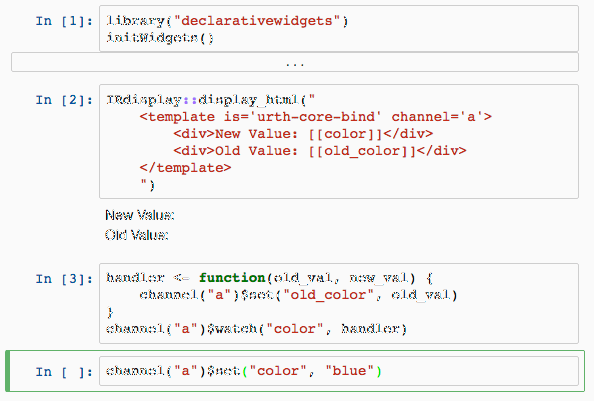 In [1]: library("declarativewidgets")
initWidgets()
...
In [2]: IRdisplay::display_html("
<template is='urth-core-bind' channel='a'>
<div>New Value: [[color]]</div>
<div>Old Value: [[old_color]]</div>
</template>
")
New Value:
Old Value:
In [3]: handler <- function(old_val, new_val) {
channel("a")$set("old_color", old_val)
}
channel("a")$watch("color", handler)
In [ ]: channel("a")$set("color", "blue")